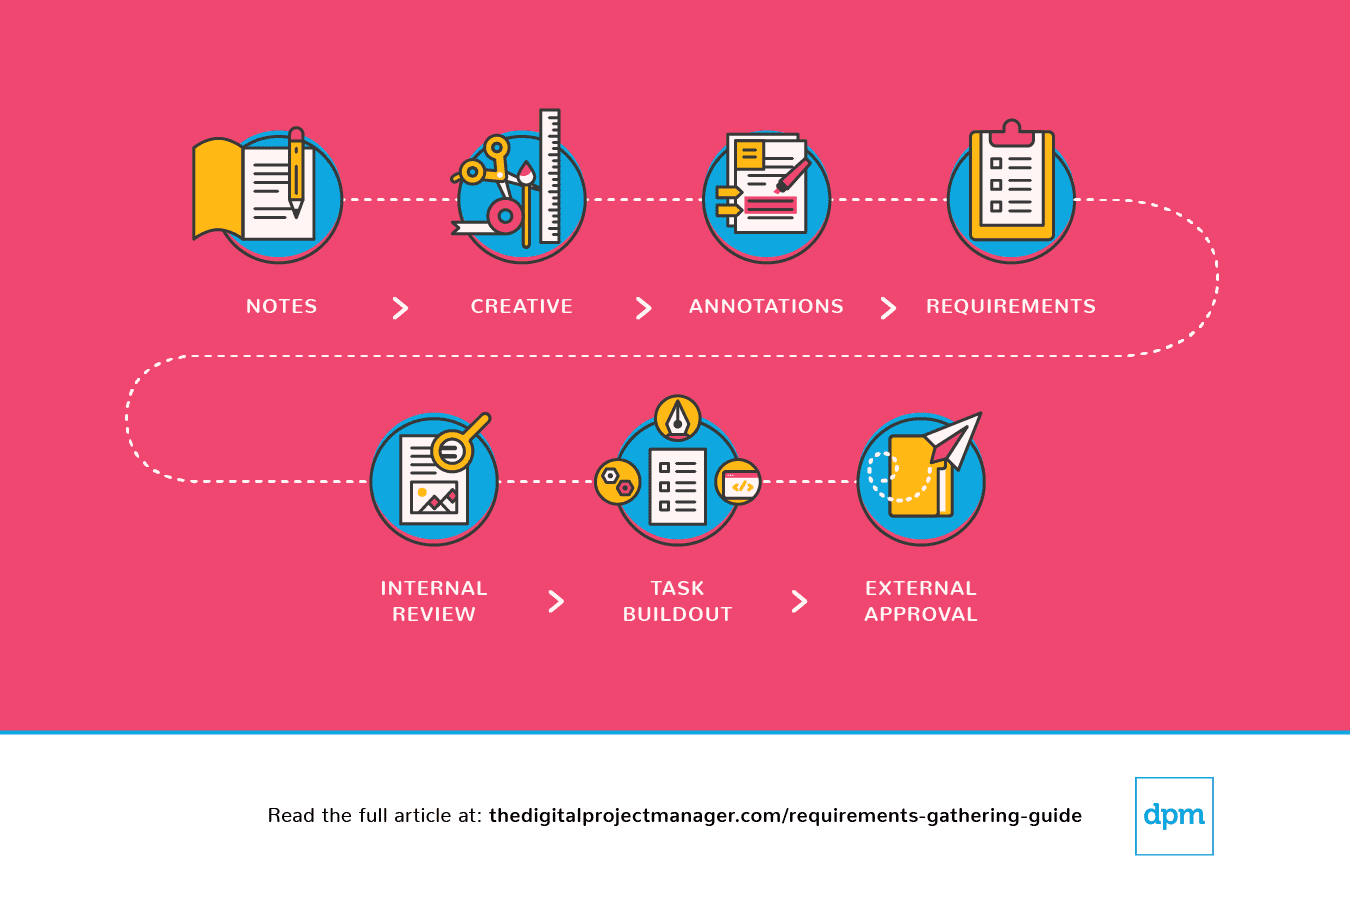 NOTES
CREATIVE
ANNOTATIONS
REQUIREMENTS
INTERNAL
REVIEW
TASK
BUILDOUT
EXTERNAL
APPROVAL
Read the full article at: thedigitalprojectmanager.com/requirements-gathering-guide
dpm